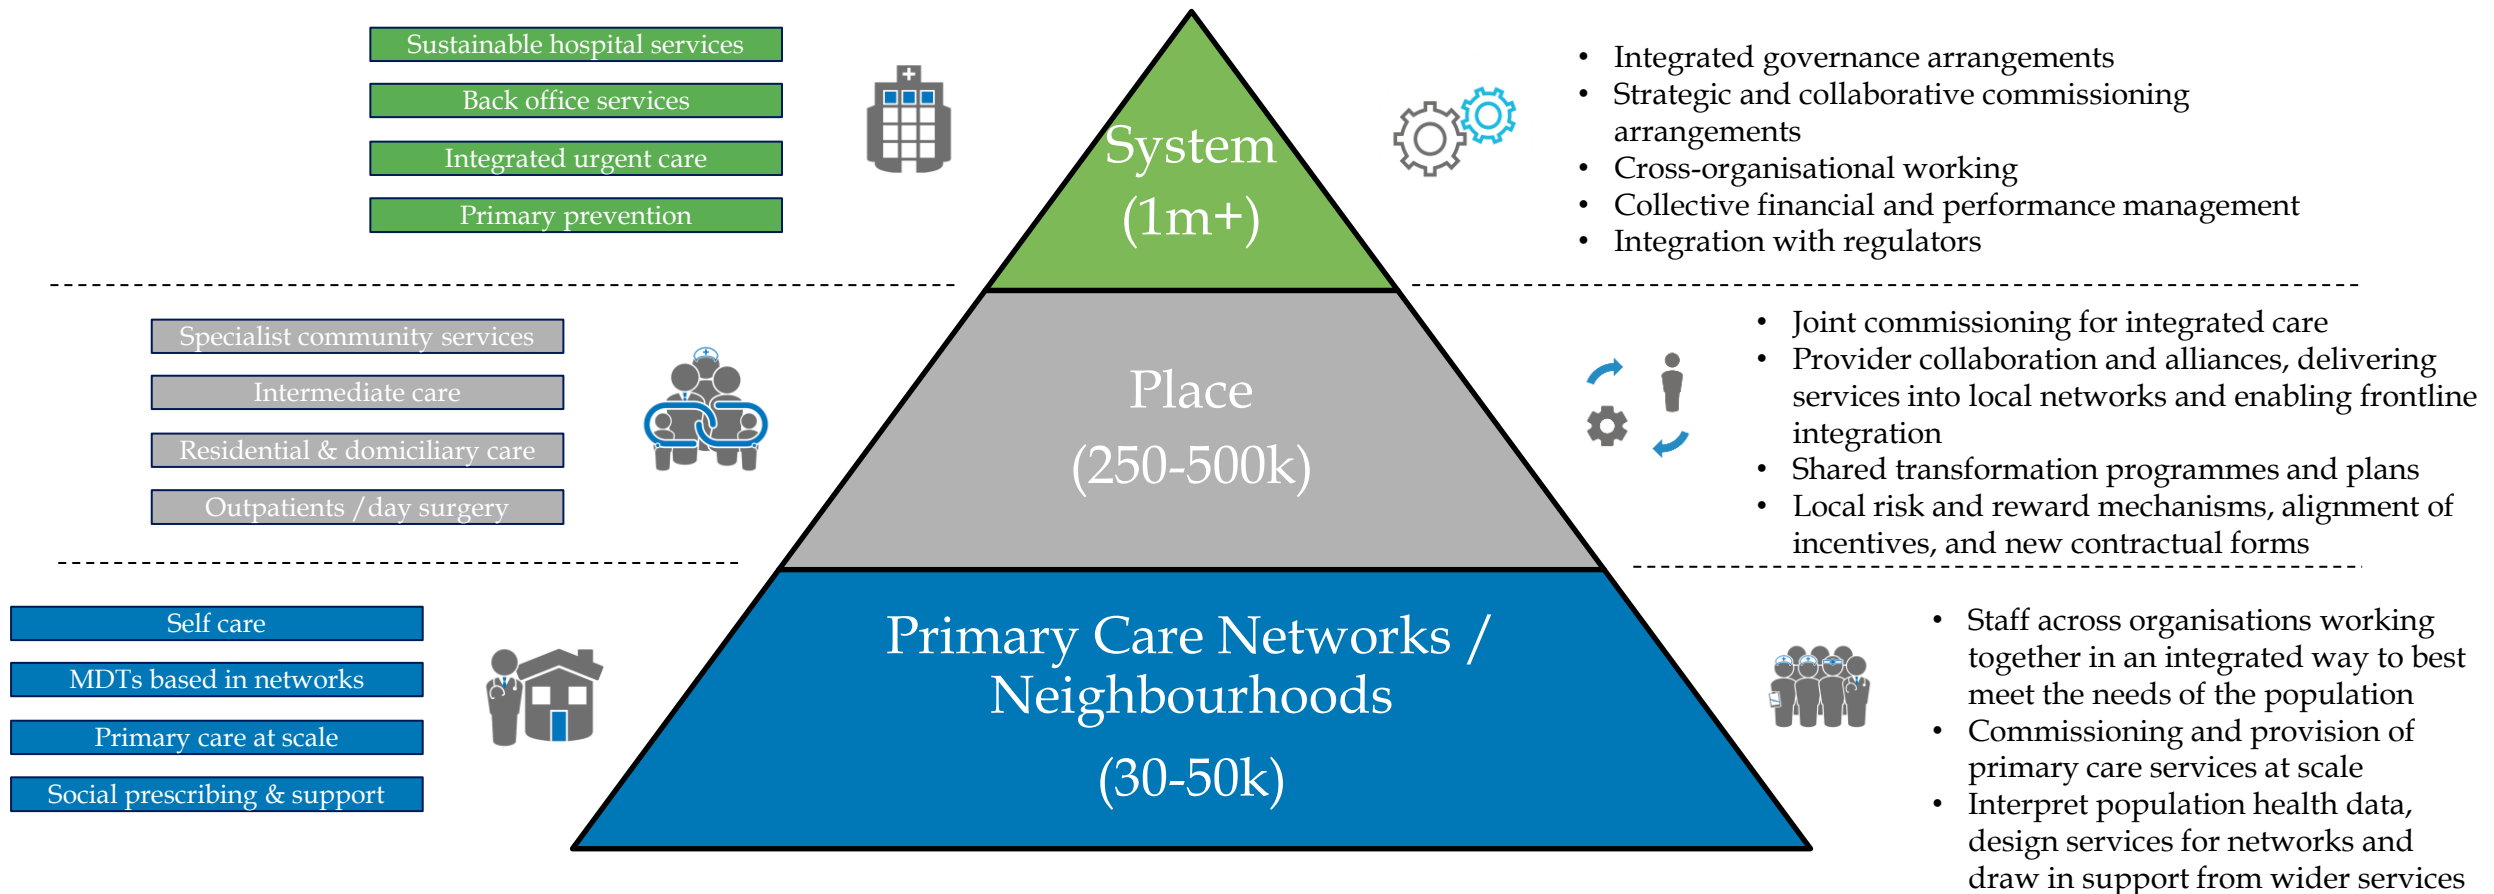 Sustainable hospital services
Back office services
Integrated urgent care
Primary prevention
System
(1m+)
• Integrated governance arrangements
• Strategic and collaborative commissioning
arrangements
• Cross-organisational working
• Collective financial and performance management
• Integration with regulators
Specialist community services
Intermediate care
Residential & domiciliary care
Outpatients /day surgery
Place
(250-500k)
• Joint commissioning for integrated care
• Provider collaboration and alliances, delivering
services into local networks and enabling frontline
integration
• Shared transformation programmes and plans
• Local risk and reward mechanisms, alignment of
incentives, and new contractual forms
Self care
MDTs based in networks
Primary care at scale
Social prescribing & support
Primary Care Networks /
Neighbourhoods
(30-50k)
• Staff across organisations working
together in an integrated way to best
meet the needs of the population
• Commissioning and provision of
primary care services at scale
• Interpret population health data,
design services for networks and
draw in support from wider services